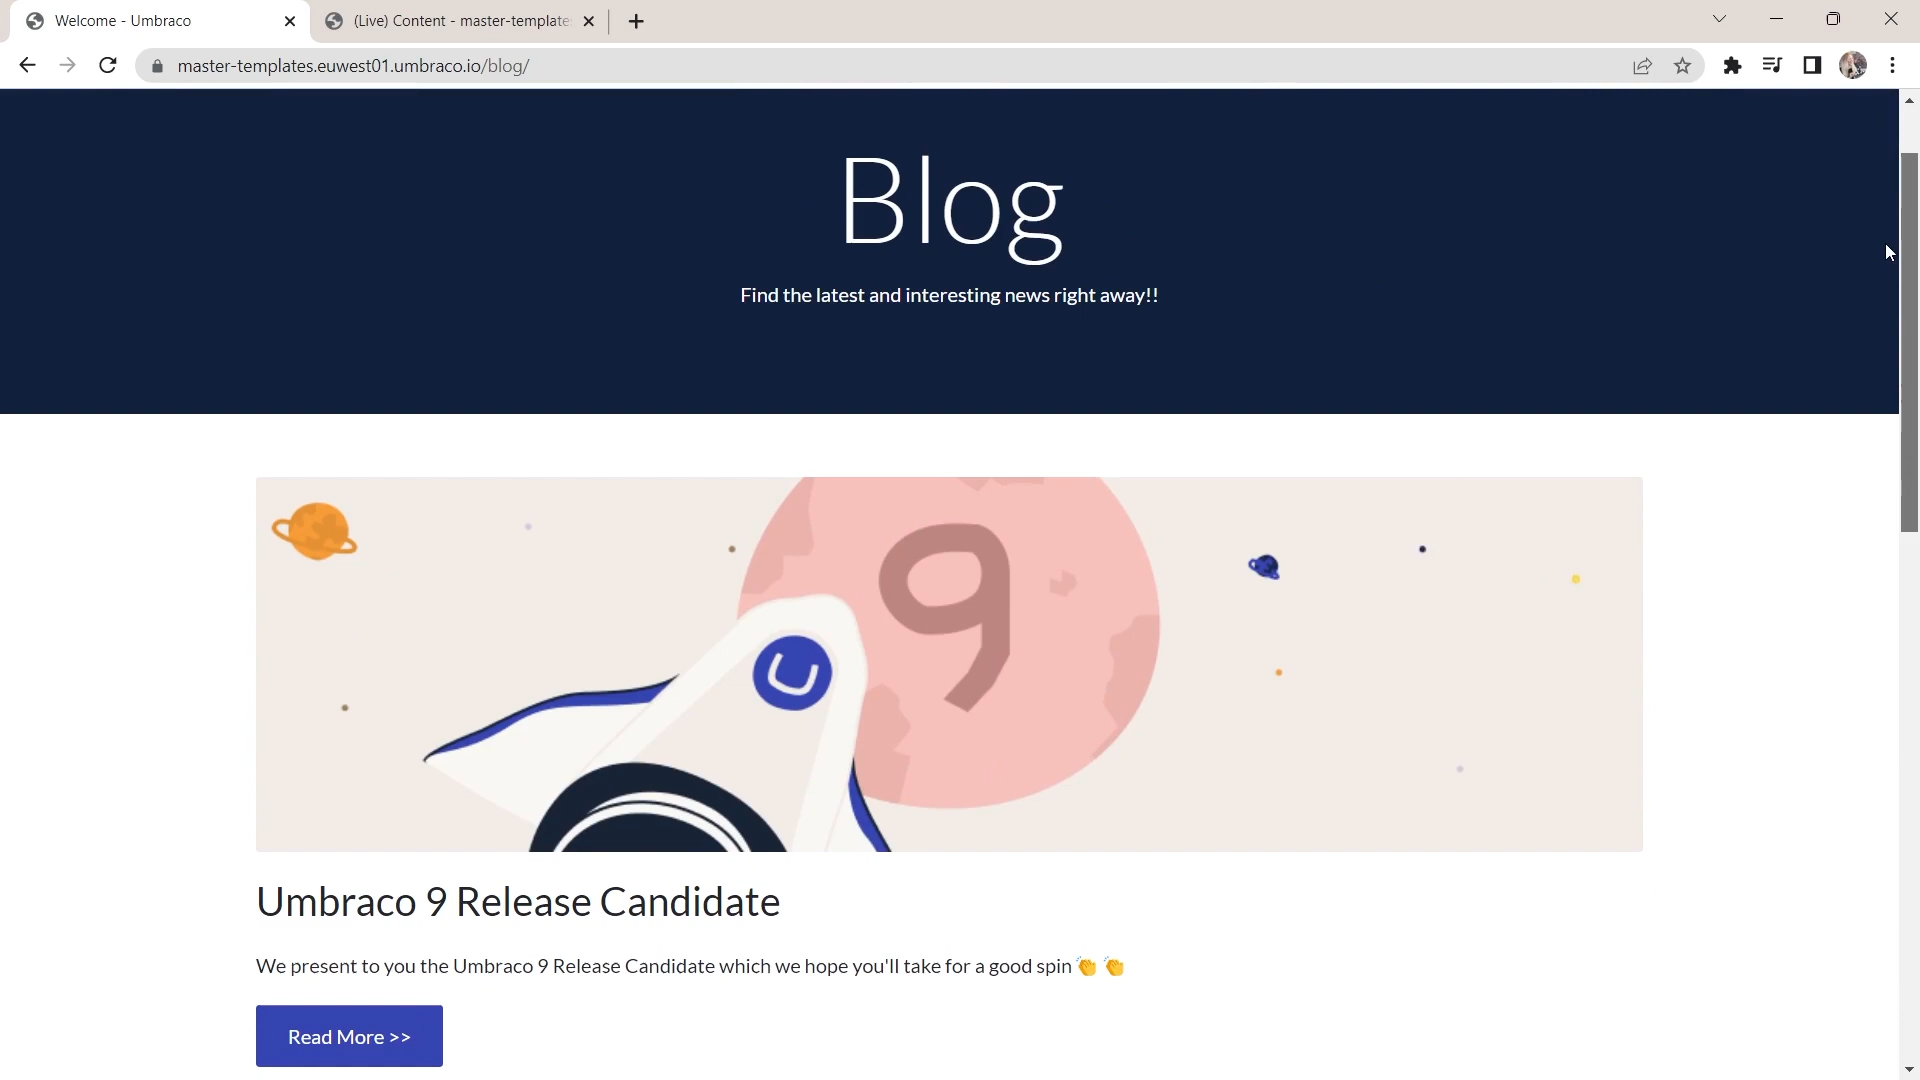 Welcome - Umbraco
(Live) Content - master-template
master-templates.euwest01.umbraco.io/blog/
Blog
Find the latest and interesting news right away!!
9
U
Umbraco 9 Release Candidate
We present to you the Umbraco 9 Release Candidate which we hope you'll take for a good spin 👏 👏
Read More >>